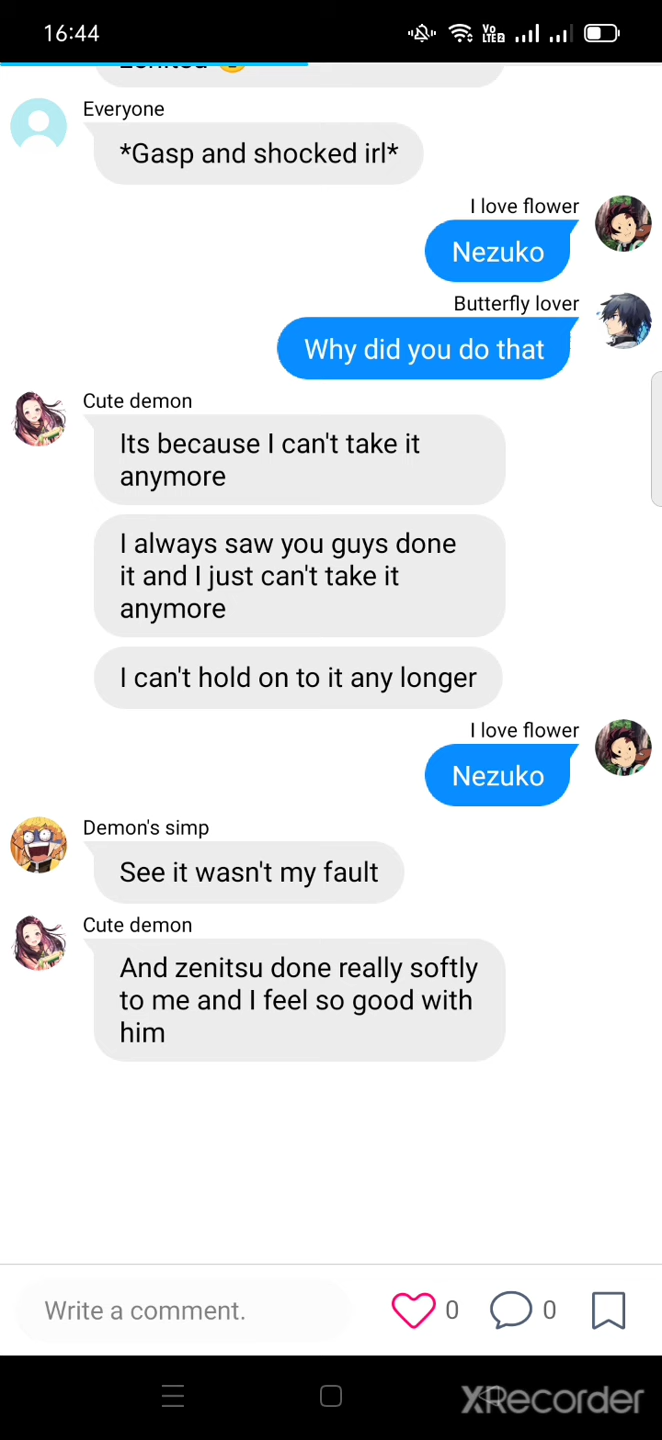 16:44
Vo
LTE2
Everyone
*Gasp and shocked irl*
I love flower
Nezuko
Butterfly lover
Why did you do that
Cute demon
Its because I can't take it
anymore
I always saw you guys done
it and I just can't take it
anymore
I can't hold on to it any longer
I love flower
Nezuko
Demon's simp
See it wasn't my fault
Cute demon
And zenitsu done really softly
to me and I feel so good with
him
Write a comment.
0
0
XRecorder